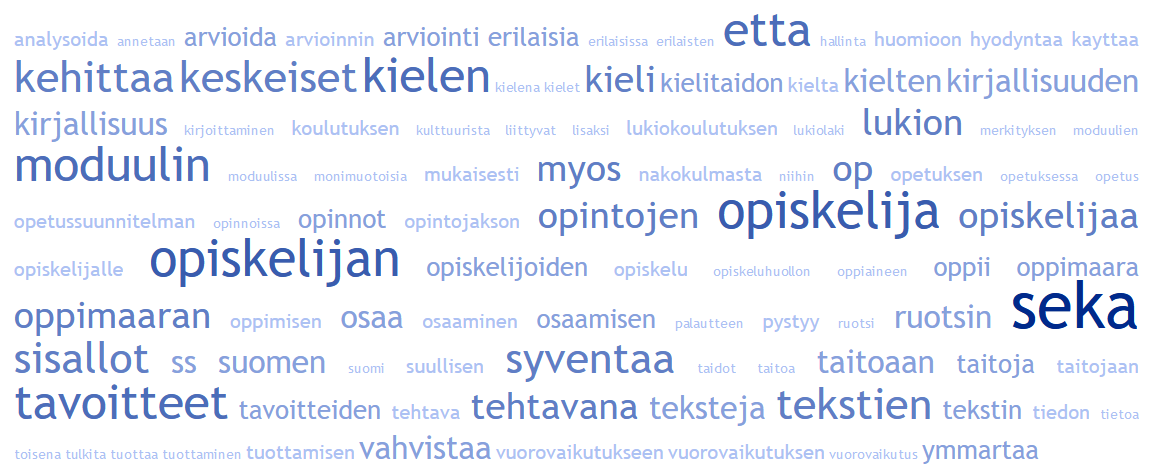 analysoida annetaan arvioida arvioinnin arviointi erilaisia erilaisissa erilaisten etta hallinta huomioon hyodyntaa kayttaa
kehittaa keskeiset kielen kielena kielet kieli kielitaidon kielta kielten kirjallisuuden
kirjallisuus kirjoittaminen koulutuksen kulttuurista liittyvat lisaksi lukiokoulutuksen lukiolaki lukion merkityksen moduulien
moduulin moduulissa monimuotoisia mukaisesti myos nakokulmasta niihin op opetuksen opetuksessa opetus
opetussuunnitelman opinnoissa opinnot opintojakson opintojen opiskelija opiskelijaa
opiskelijalle opiskelijan opiskelijoiden opiskelu opiskeluhuollon oppiaineen oppii oppimaara
oppimaaran oppimisen osaa osaaminen osaamisen palautteen pystyy ruotsi ruotsin seka
sisallot ss suomen suomi suullisen syventaa taidot taitoa taitoaan taitoja taitojaan
tavoitteet tavoitteiden tehtava tehtavana teksteja tekstien tekstin tiedon tietoa
toisena tulkita tuottaa tuottaminen tuottamisen vahvistaa vuorovaikutukseen vuorovaikutuksen vuorovaikutus ymmartaa